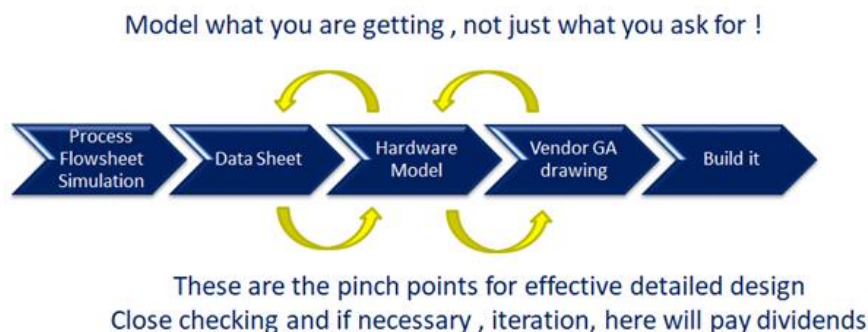 Model what you are getting , not just what you ask for !
Process
Flowsheet
Simulation
Data Sheet
Hardware
Model
Vendor GA
drawing
Build it
These are the pinch points for effective detailed design
Close checking and if necessary , iteration, here will pay dividends